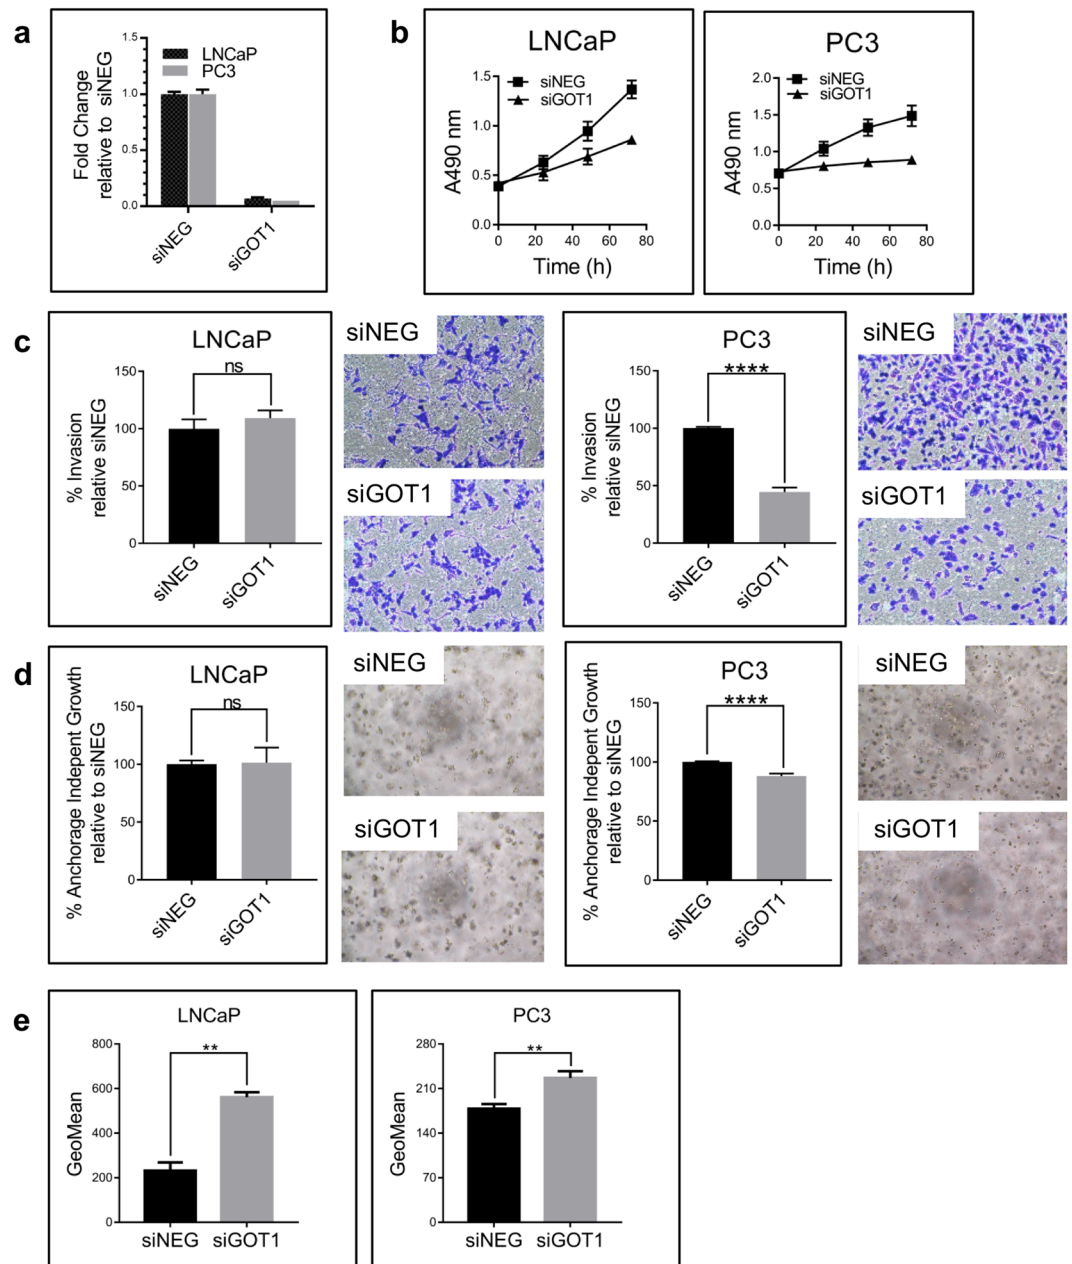 a
1.5
1.0
0.5
0.0
Fold Change
relative to siNEG
LNCaP
PC3
siNEG
siGOT1
b
LNCaP
1.5
1.0
0.5
0.0
A490 nm
siNEG
siGOT1
0 20 40 60 80
Time (h)
PC3
2.0
1.5
1.0
0.5
0.0
A490 nm
siNEG
siGOT1
0 20 40 60 80
Time (h)
c
LNCaP
ns
150
100
50
0
% Invasion
relative siNEG
siNEG
siGOT1
siNEG
siGOT1
PC3
****
150
100
50
0
% Invasion
relative siNEG
siNEG
siGOT1
siNEG
siGOT1
d
LNCaP
ns
150
100
50
0
% Anchorage Indepent Growth
relative to siNEG
siNEG
siGOT1
siNEG
siGOT1
PC3
****
150
100
50
0
% Anchorage Indepent Growth
relative to siNEG
siNEG
siGOT1
siNEG
siGOT1
e
LNCaP
**
800
600
400
200
0
GeoMean
siNEG siGOT1
PC3
**
280
210
140
70
0
GeoMean
siNEG siGOT1